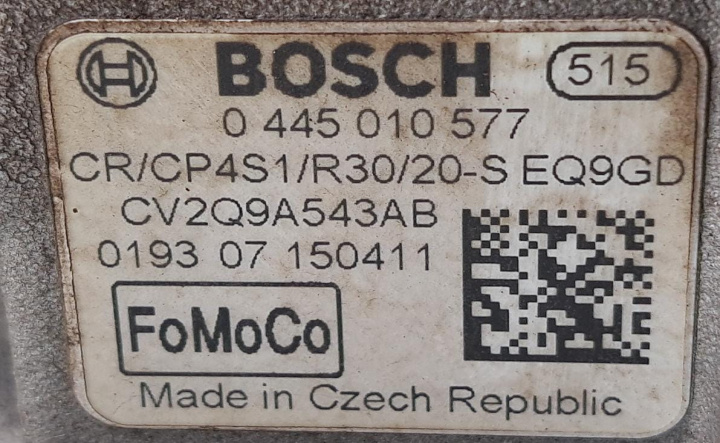 BOSCH 515
0 445 010 577
CR/CP4S1/R30/20-S EQ9GD
CV2Q9A543AB
0193 07 150411
FoMoCo
Made in Czech Republic